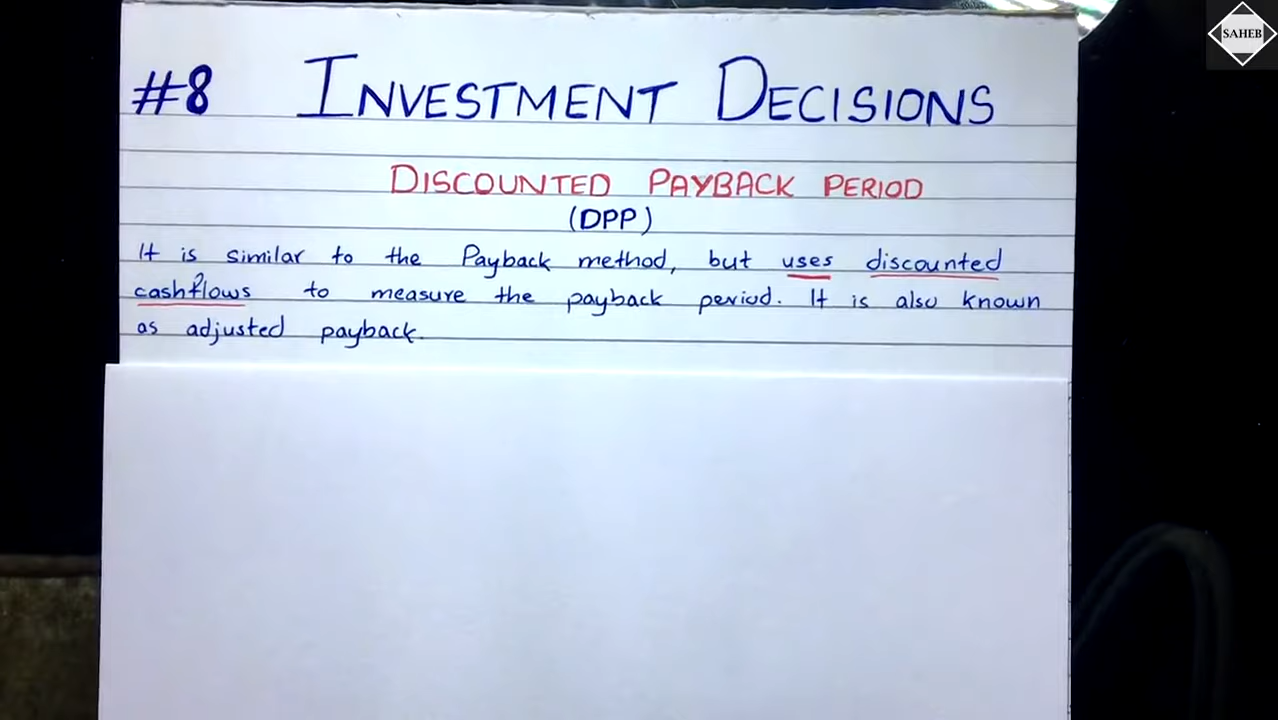 SAHEB
#8 INVESTMENT DECISIONS
DISCOUNTED PAYBACK PERIOD
(DPP)
It is similar to the Payback method, but uses discounted
cashflows to measure the payback period. It is also known
as adjusted payback.